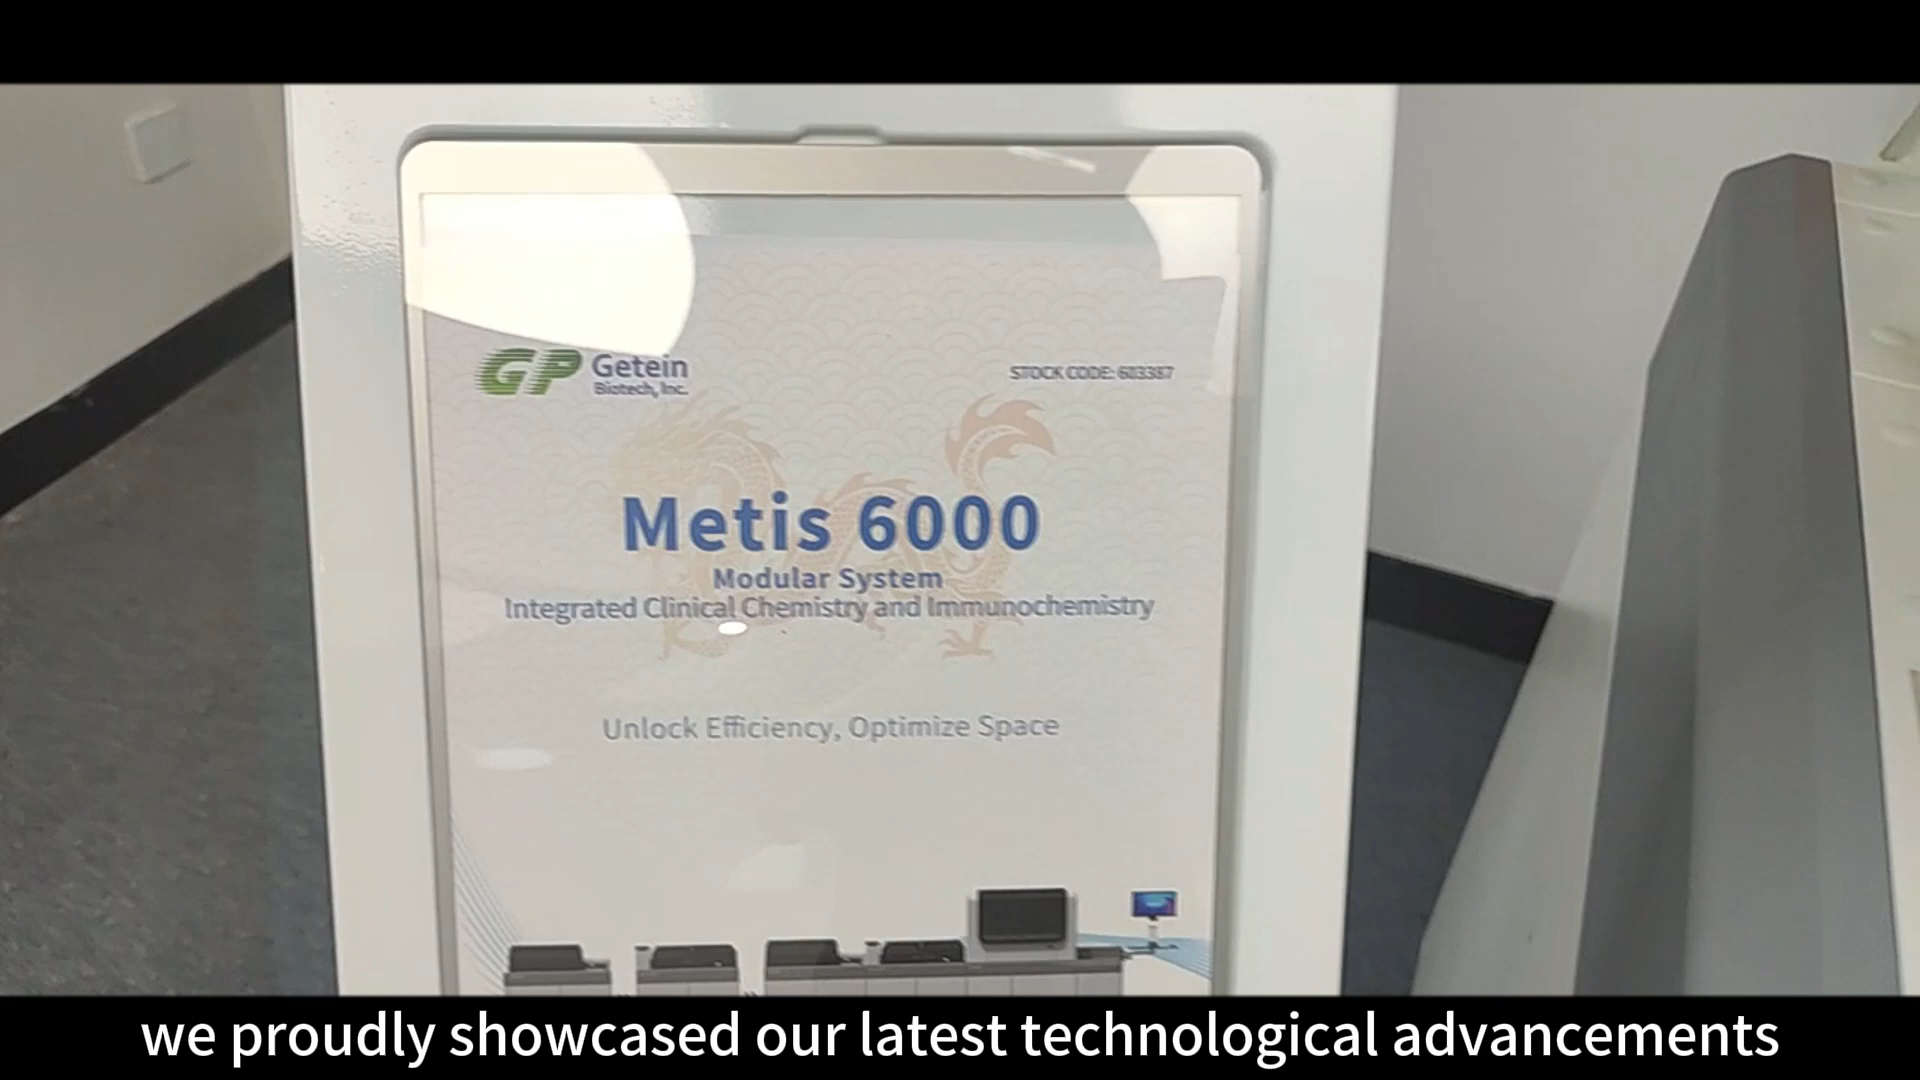 GP Getein
Biotech, Inc.
STOCK CODE: 603387
Metis 6000
Modular System
Integrated Clinical Chemistry and Immunochemistry
Unlock Efficiency, Optimize Space
we proudly showcased our latest technological advancements